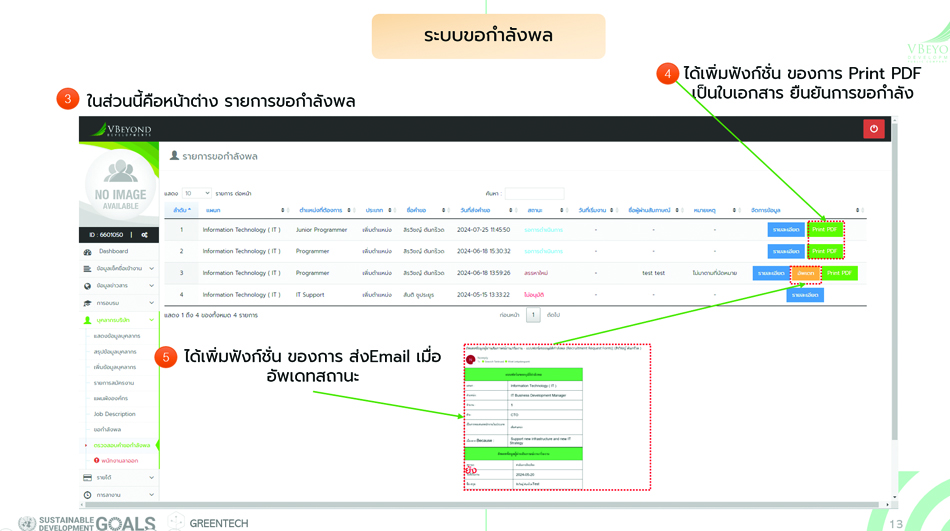 ระบบขอกำลังพล
VBEYOND
DEVELOPMENT
3 ในส่วนนี้คือหน้าต่าง รายการขอกำลังพล
4 ได้เพิ่มฟังก์ชั่น ของการ Print PDF
เป็นใบเอกสาร ยืนยันการขอกำลัง
VBEYOND
DEVELOPMENTS
NO IMAGE
AVAILABLE
ID : 6601050
Dashboard
ข้อมูลเช็คชื่อเข้างาน
ข้อมูลข่าวสาร
การอบรม
บุคลากรบริษัท
แสดงข้อมูลบุคลากร
สรุปข้อมูลบุคลากร
เพิ่มข้อมูลบุคลากร
รายการสมัครงาน
แผนผังองค์กร
Job Description
ขอกำลังพล
ตรวจสอบคำขอกำลังพล
พนักงานลาออก
รายได้
การลางาน
รายการขอกำลังพล
แสดง 10 รายการ ต่อหน้า
ค้นหา :
ลำดับ แผนก ตำแหน่งที่ต้องการ ประเภท ชื่อคำขอ วันที่ส่งคำขอ สถานะ วันที่เริ่มงาน ชื่อผู้ผ่านสัมภาษณ์ หมายเหตุ จัดการข้อมูล
1 Information Technology ( IT ) Junior Programmer เพิ่มตำแหน่ง 2024-07-25 11:45:50 - - - รายละเอียด Print PDF
2 Information Technology ( IT ) Programmer เพิ่มตำแหน่ง 2024-06-18 15:30:32 - - - รายละเอียด Print PDF
3 Information Technology ( IT ) Programmer เพิ่มตำแหน่ง 2024-06-18 13:59:26 สรรหาใหม่ - test test ไม่มาตามที่นัดหมาย รายละเอียด อัพเดท Print PDF
4 Information Technology ( IT ) IT Support เพิ่มตำแหน่ง สันติ ชูประยูร 2024-05-15 13:33:22 ไม่อนุมัติ - - - รายละเอียด
แสดง 1 ถึง 4 ของทั้งหมด 4 รายการ
ก่อนหน้า 1 ถัดไป
5 ได้เพิ่มฟังก์ชั่น ของการ ส่งEmail เมื่อ
อัพเดทสถานะ
Information Technology ( IT )
IT Business Development Manager
CTO
Because :
Support new infrastructure and new IT
Strategy
2024-05-20
SUSTAINABLE
DEVELOPMENT GOALS
GREENTECH
13